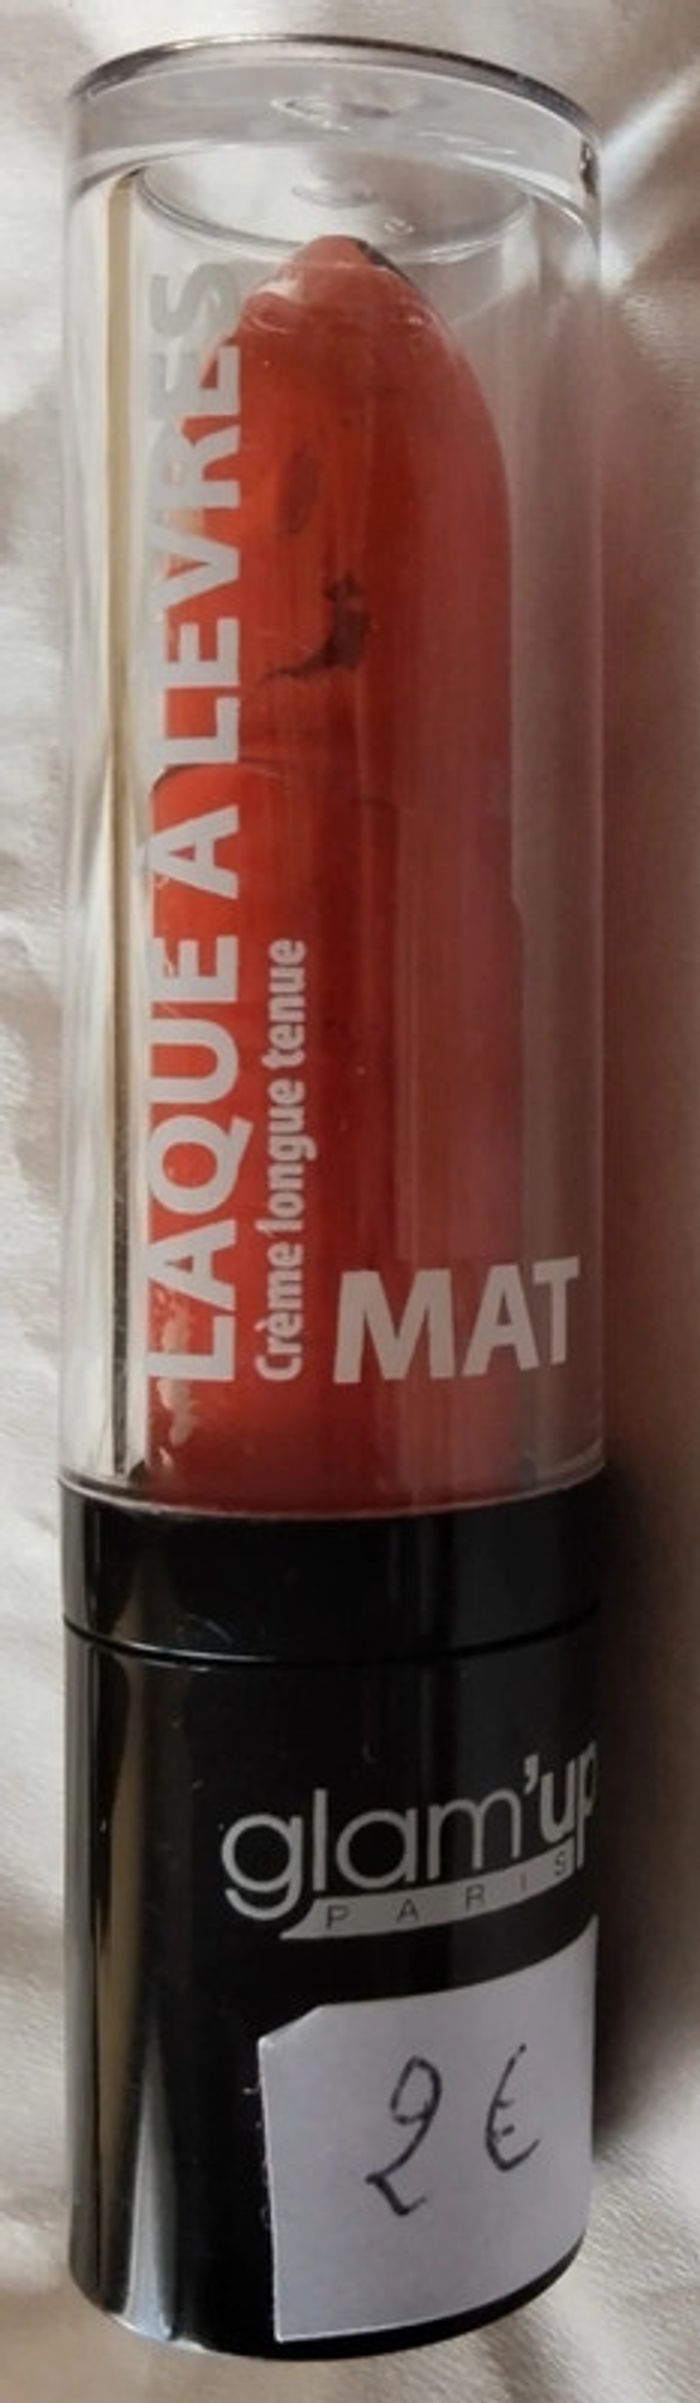 LAQUE À LEVRES
Crème longue tenue
MAT
glam'up
PARIS
2 €